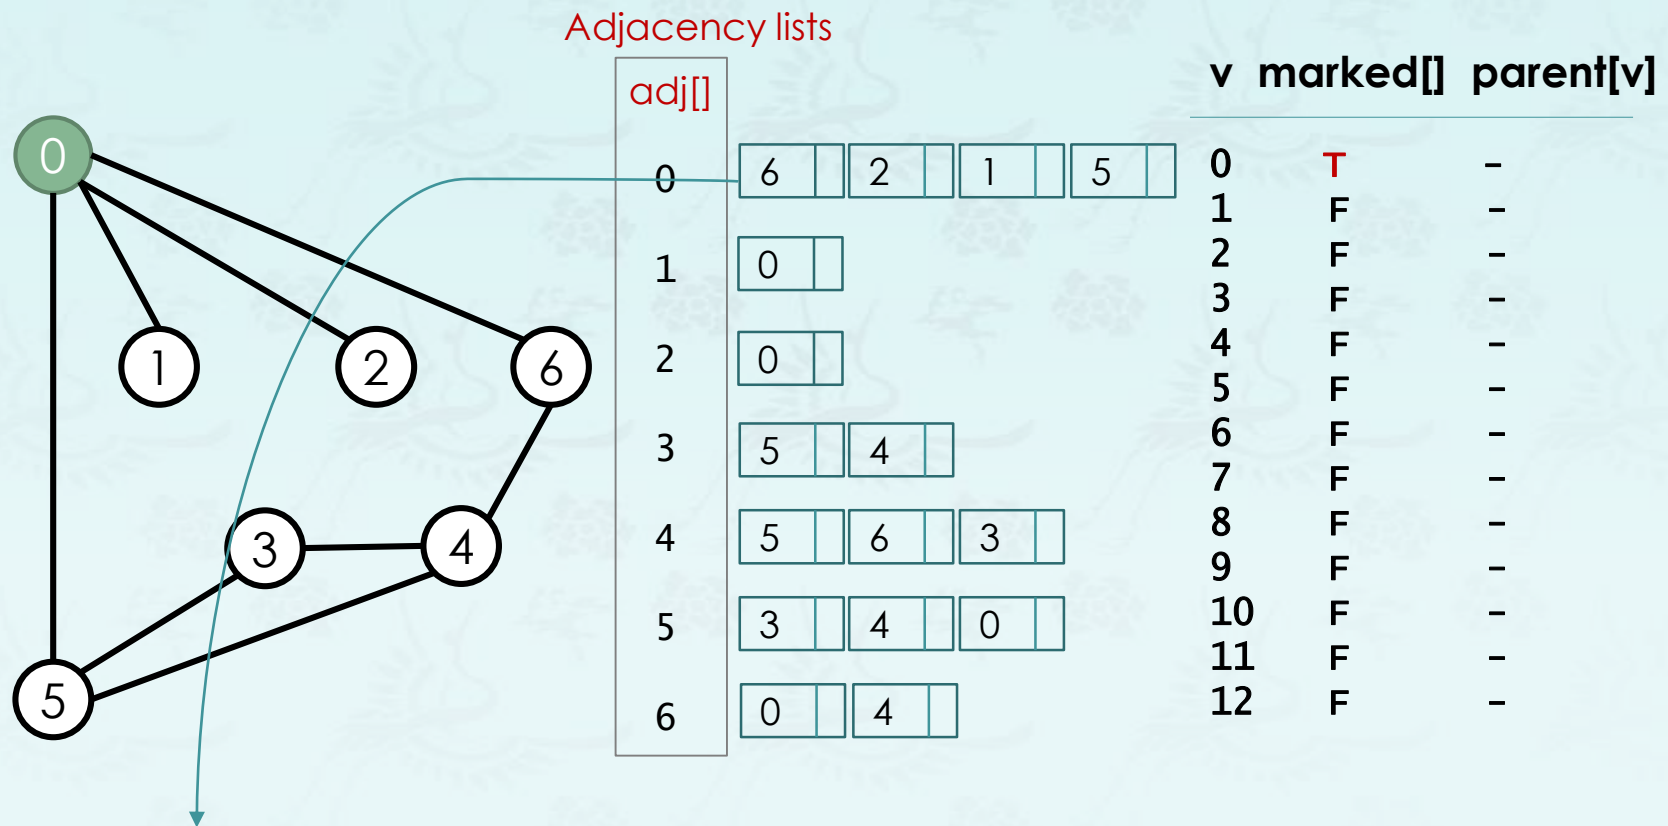 Adjacency lists
adj[]
v marked[] parent[v]
0
1
2
6
3
4
5
0 6 2 1 5
1 0
2 0
3 5 4
4 5 6 3
5 3 4 0
6 0 4
0 T –
1 F –
2 F –
3 F –
4 F –
5 F –
6 F –
7 F –
8 F –
9 F –
10 F –
11 F –
12 F –